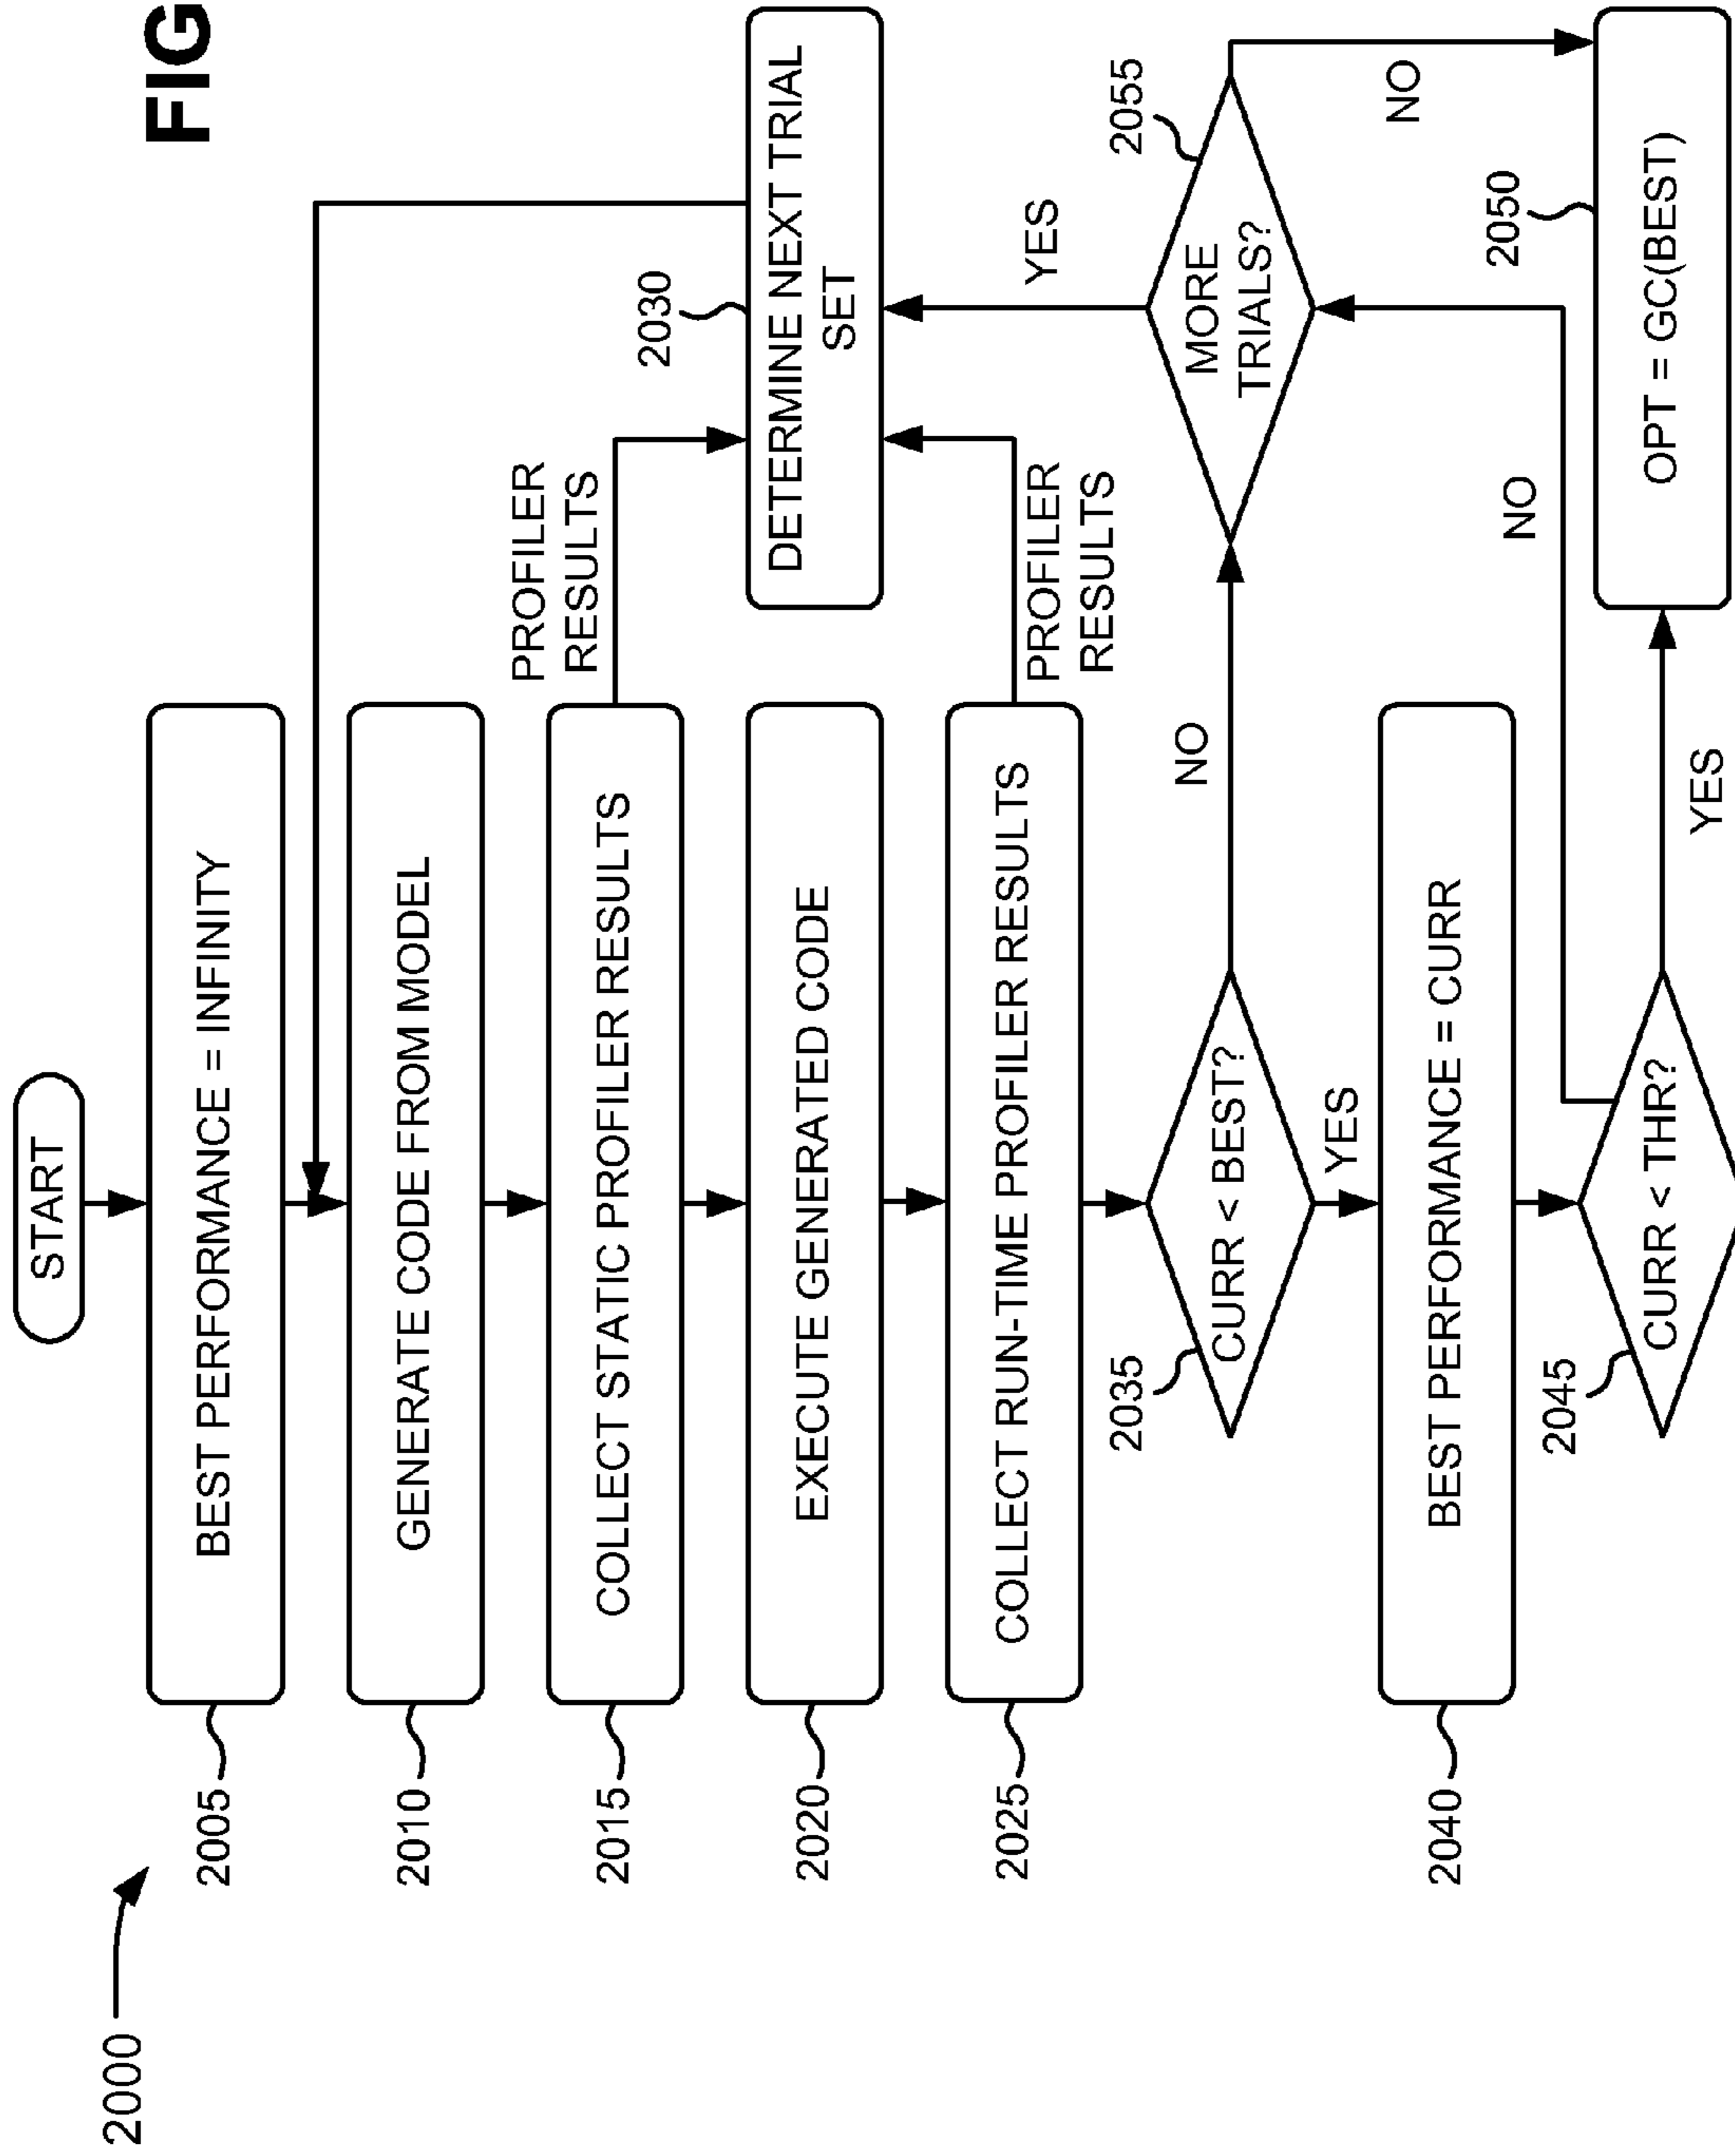 FIG
2000
START
2005
BEST PERFORMANCE = INFINITY
2010
GENERATE CODE FROM MODEL
2015
COLLECT STATIC PROFILER RESULTS
PROFILER
RESULTS
2020
EXECUTE GENERATED CODE
2030
DETERMINE NEXT TRIAL
SET
2025
COLLECT RUN-TIME PROFILER RESULTS
PROFILER
RESULTS
2035
CURR < BEST?
NO
YES
2055
MORE
TRIALS?
YES
NO
2040
BEST PERFORMANCE = CURR
2045
CURR < THR?
NO
YES
2050
OPT = GC(BEST)